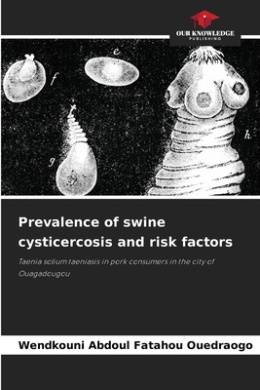 OUR KNOWLEDGE
PUBLISHING
e
f
g
h
Prevalence of swine
cysticercosis and risk factors
Taenia solium taeniasis in pork consumers in the city of
Ouagadougou
Wendkouni Abdoul Fatahou Ouedraogo